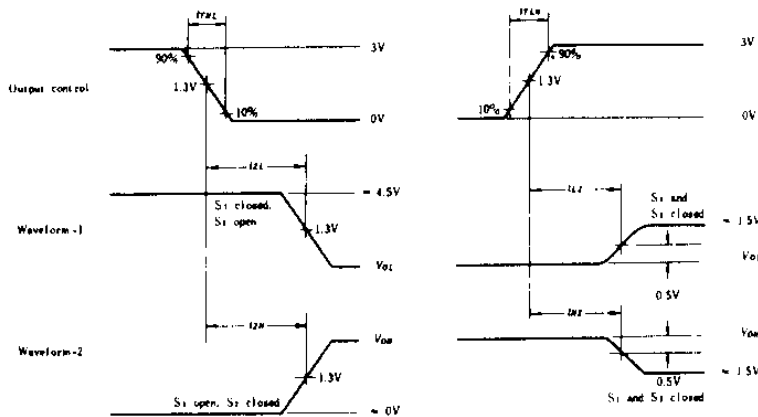 tTHL
tTLH
3V
90%
1.3V
10%
0V
Output control
3V
90%
1.3V
10%
0V
tZL
≈ 4.5V
S1 closed,
S2 open
1.3V
VOL
Waveform-1
tLZ
S1 and
S2 closed
≈ 1.5V
VOL
0.5V
tZH
VOH
1.3V
S1 open, S2 closed
≈ 0V
Waveform-2
tHZ
VOH
0.5V
≈ 1.5V
S1 and S2 closed